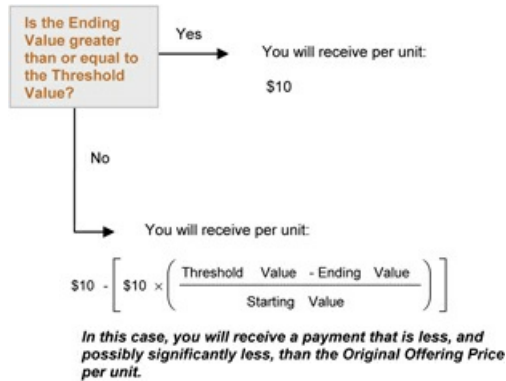 Is the Ending
Value greater
than or equal to
the Threshold
Value?
Yes
You will receive per unit:
$10
No
You will receive per unit:
$10 - [ $10 × ( Threshold Value - Ending Value
Starting Value ) ]
In this case, you will receive a payment that is less, and
possibly significantly less, than the Original Offering Price
per unit.